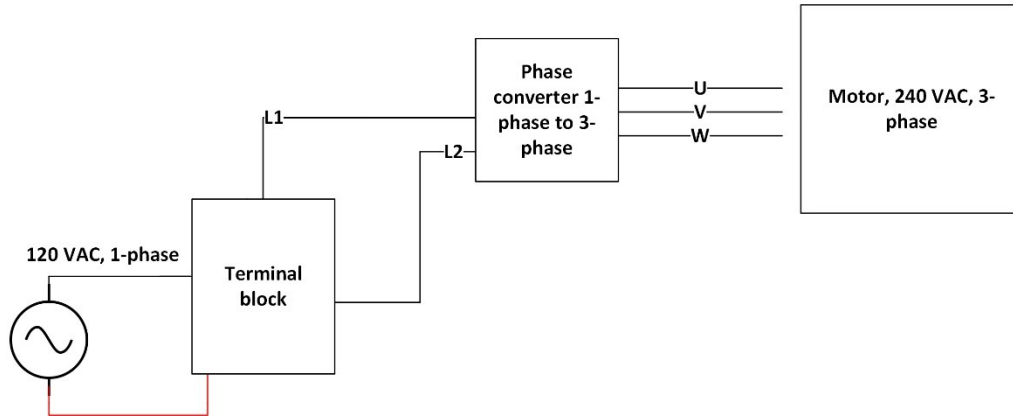 Phase
converter 1-
phase to 3-
phase
U
V
W
Motor, 240 VAC, 3-
phase
L1
L2
120 VAC, 1-phase
Terminal
block